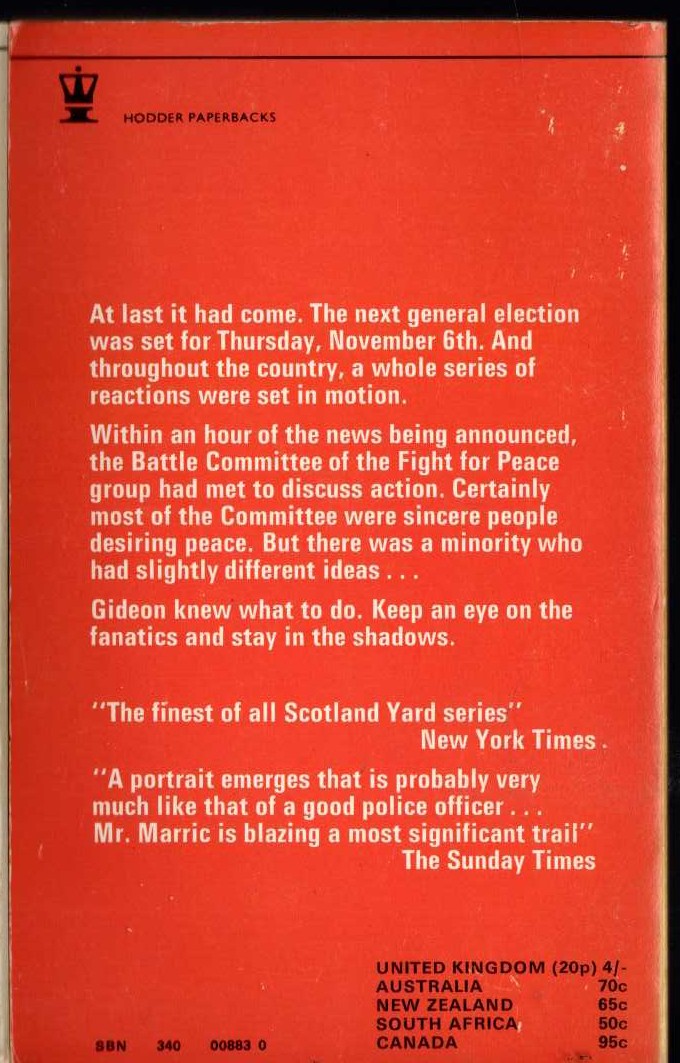 HODDER PAPERBACKS
At last it had come. The next general election
was set for Thursday, November 6th. And
throughout the country, a whole series of
reactions were set in motion.
Within an hour of the news being announced,
the Battle Committee of the Fight for Peace
group had met to discuss action. Certainly
most of the Committee were sincere people
desiring peace. But there was a minority who
had slightly different ideas . . .
Gideon knew what to do. Keep an eye on the
fanatics and stay in the shadows.
"The finest of all Scotland Yard series"
New York Times.
"A portrait emerges that is probably very
much like that of a good police officer . . .
Mr. Marric is blazing a most significant trail"
The Sunday Times
UNITED KINGDOM (20p) 4/-
AUSTRALIA 70c
NEW ZEALAND 65c
SOUTH AFRICA 50c
CANADA 95c
SBN 340 00883 0